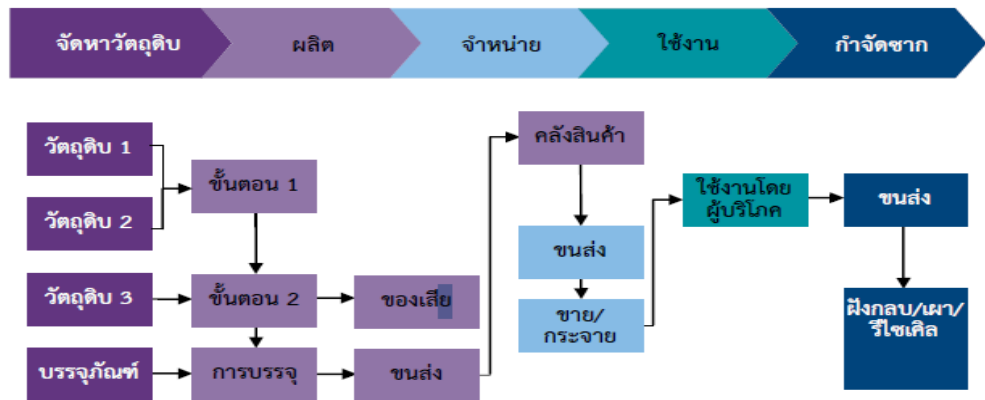 จัดหาวัตถุดิบ
ผลิต
จำหน่าย
ใช้งาน
กำจัดซาก
วัตถุดิบ 1
วัตถุดิบ 2
วัตถุดิบ 3
บรรจุภัณฑ์
ขั้นตอน 1
ขั้นตอน 2
การบรรจุ
ของเสีย
ขนส่ง
คลังสินค้า
ขนส่ง
ขาย/
กระจาย
ใช้งานโดย
ผู้บริโภค
ขนส่ง
ฝังกลบ/เผา/
รีไซเคิล